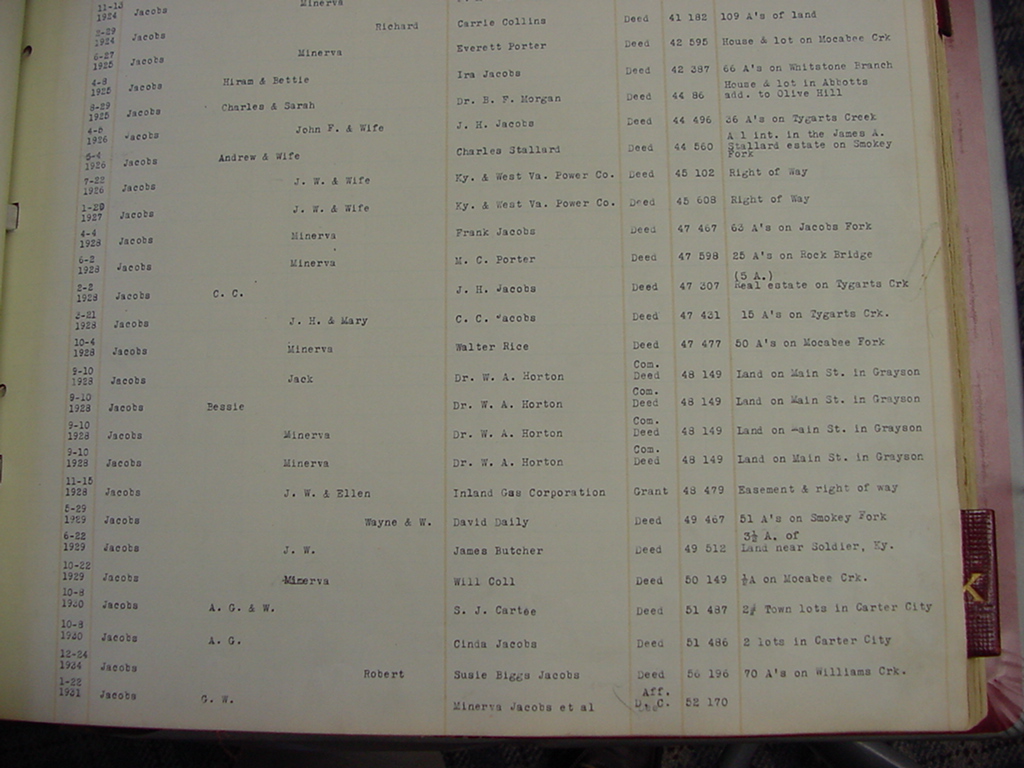 11-13 1924 Jacobs Minerva
2-29 1924 Jacobs Richard Carrie Collins Deed 41 182 109 A's of land
6-27 1925 Jacobs Minerva Everett Porter Deed 42 595 House & lot on Mocabee Crk
4-8 1925 Jacobs Hiram & Bettie Ira Jacobs Deed 42 387 66 A's on Whitstone Branch
8-29 1925 Jacobs Charles & Sarah Dr. B. F. Morgan Deed 44 86 House & lot in Abbotts add. to Olive Hill
4-5 1926 Jacobs John F. & Wife J. H. Jacobs Deed 44 496 36 A's on Tygarts Creek
5-4 1926 Jacobs Andrew & Wife Charles Stallard Deed 44 560 A 1 int. in the James A. Stallard estate on Smokey Fork
7-22 1926 Jacobs J. W. & Wife Ky. & West Va. Power Co. Deed 45 102 Right of Way
1-29 1927 Jacobs J. W. & Wife Ky. & West Va. Power Co. Deed 45 608 Right of Way
4-4 1928 Jacobs Minerva Frank Jacobs Deed 47 467 63 A's on Jacobs Fork
6-2 1928 Jacobs Minerva M. C. Porter Deed 47 598 25 A's on Rock Bridge
2-2 1928 Jacobs C. C. J. H. Jacobs Deed 47 307 (5 A.) Real estate on Tygarts Crk
3-21 1928 Jacobs J. H. & Mary C. C. Jacobs Deed 47 431 15 A's on Tygarts Crk.
10-4 1928 Jacobs Minerva Walter Rice Deed 47 477 50 A's on Mocabee Fork
9-10 1928 Jacobs Jack Dr. W. A. Horton Com. Deed 48 149 Land on Main St. in Grayson
9-10 1928 Jacobs Bessie Dr. W. A. Horton Com. Deed 48 149 Land on Main St. in Grayson
9-10 1928 Jacobs Minerva Dr. W. A. Horton Com. Deed 48 149 Land on Main St. in Grayson
9-10 1928 Jacobs Minerva Dr. W. A. Horton Com. Deed 48 149 Land on Main St. in Grayson
11-15 1928 Jacobs J. W. & Ellen Inland Gas Corporation Grant 48 479 Easement & right of way
5-29 1929 Jacobs Wayne & W. David Daily Deed 49 467 51 A's on Smokey Fork
6-22 1929 Jacobs J. W. James Butcher Deed 49 512 3½ A. of Land near Soldier, Ky.
10-22 1929 Jacobs Minerva Will Coll Deed 50 149 ½A on Mocabee Crk.
10-8 1930 Jacobs A. G. & W. S. J. Cartee Deed 51 487 2 Town lots in Carter City
10-8 1930 Jacobs A. G. Cinda Jacobs Deed 51 486 2 lots in Carter City
12-24 1934 Jacobs Robert Susie Biggs Jacobs Deed 56 196 70 A's on Williams Crk.
1-22 1931 Jacobs G. W. Minerva Jacobs et al Aff. D. C. 52 170
K